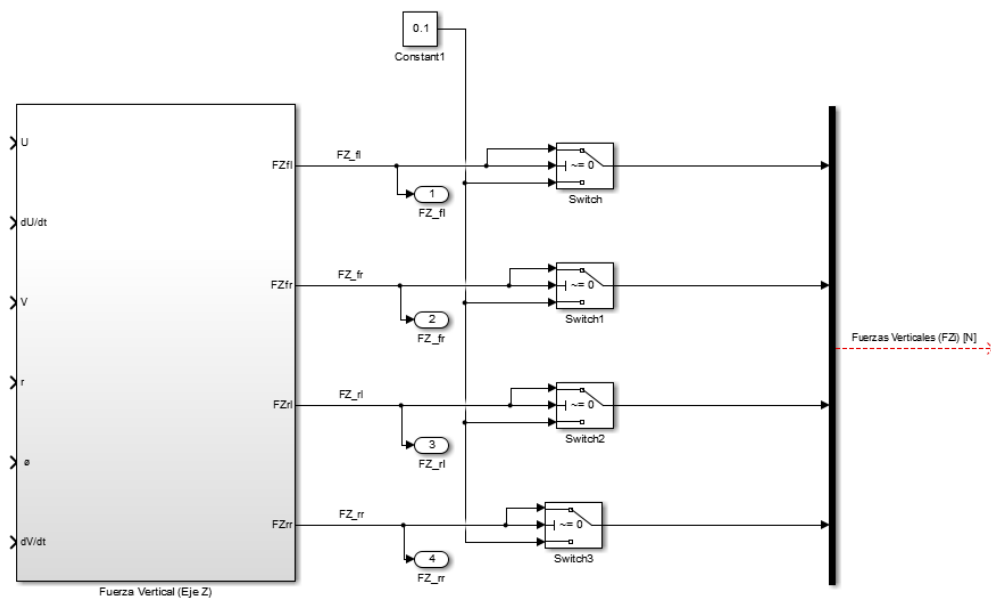 0.1
Constant1
U
dU/dt
V
r
ø
dV/dt
FZfl
FZfr
FZrl
FZrr
Fuerza Vertical (Eje Z)
FZ_fl
1
FZ_fl
~= 0
Switch
FZ_fr
2
FZ_fr
~= 0
Switch1
FZ_rl
3
FZ_rl
~= 0
Switch2
FZ_rr
4
FZ_rr
~= 0
Switch3
Fuerzas Verticales (FZi) [N]